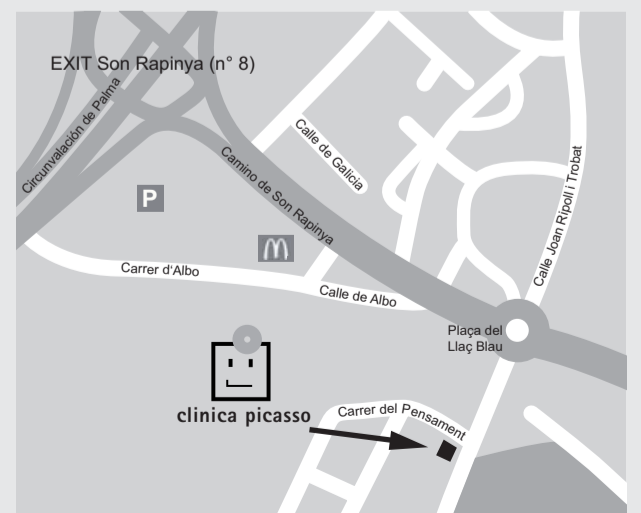 EXIT Son Rapinya (n° 8)
Circunvalación de Palma
Camino de Son Rapinya
Calle de Galicia
Calle Joan Ripoll i Trobat
P
M
Carrer d'Albo
Calle de Albo
Plaça del
Llaç Blau
clinica picasso
Carrer del Pensament